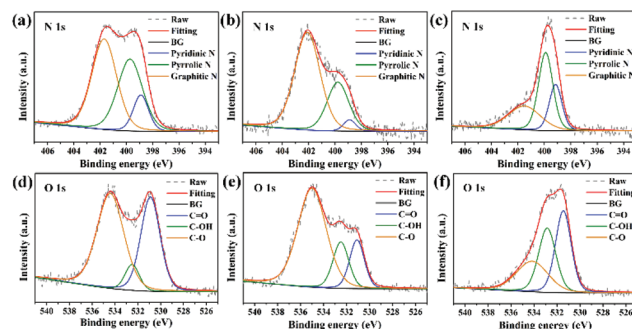 (a) N 1s
Raw
Fitting
BG
Pyridinic N
Pyrrolic N
Graphitic N
Intensity (a.u.)
406 404 402 400 398 396 394
Binding energy (eV)
(b) N 1s
Raw
Fitting
BG
Pyridinic N
Pyrrolic N
Graphitic N
Intensity (a.u.)
406 404 402 400 398 396 394
Binding energy (eV)
(c) N 1s
Raw
Fitting
BG
Pyridinic N
Pyrrolic N
Graphitic N
Intensity (a.u.)
406 404 402 400 398 396 394
Binding energy (eV)
(d) O 1s
Raw
Fitting
BG
C=O
C-OH
C-O
Intensity (a.u.)
540 538 536 534 532 530 528 526
Binding energy (eV)
(e) O 1s
Raw
Fitting
BG
C=O
C-OH
C-O
Intensity (a.u.)
540 538 536 534 532 530 528 526
Binding energy (eV)
(f) O 1s
Raw
Fitting
BG
C=O
C-OH
C-O
Intensity (a.u.)
540 538 536 534 532 530 528 526
Binding energy (eV)